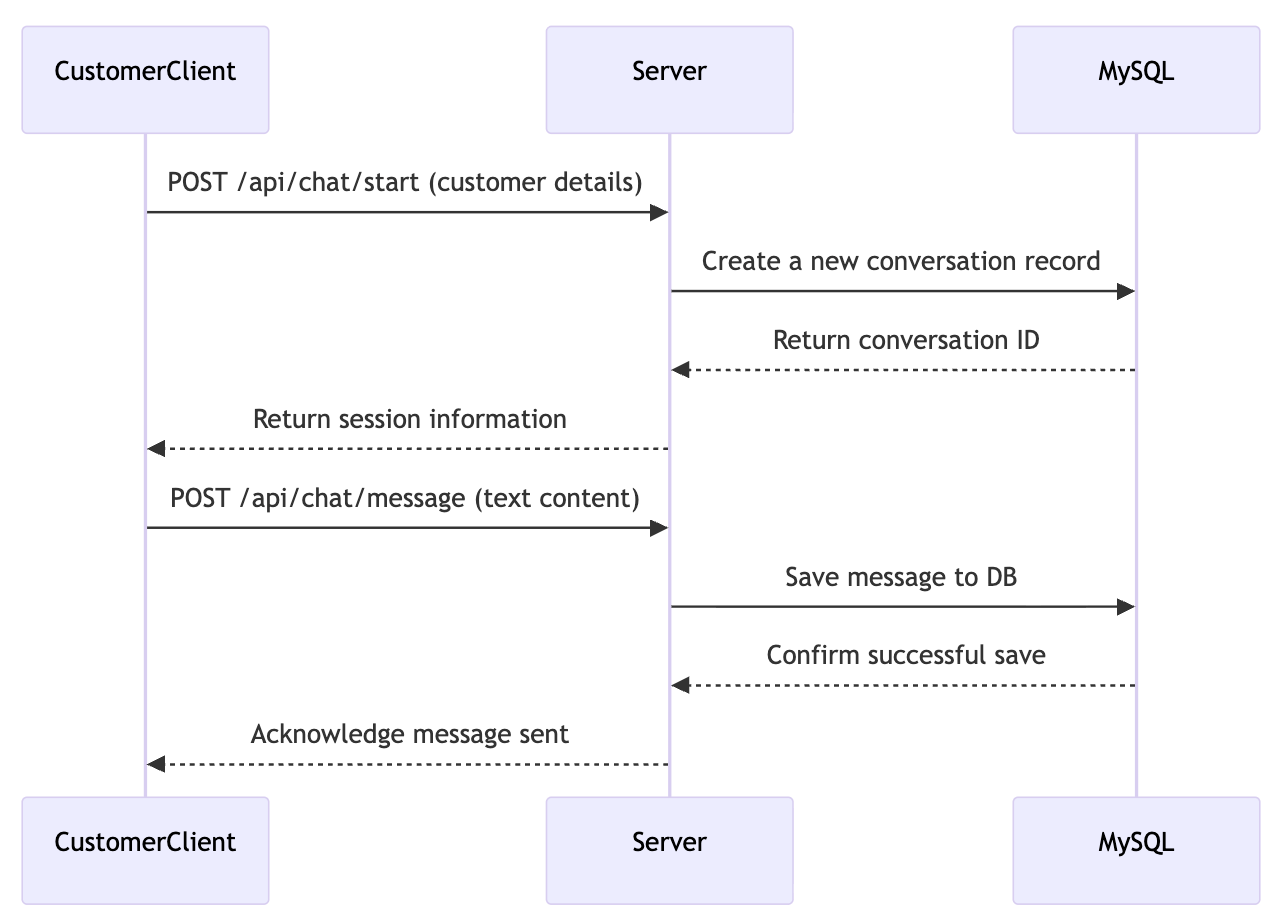 CustomerClient
Server
MySQL
POST /api/chat/start (customer details)
Create a new conversation record
Return conversation ID
Return session information
POST /api/chat/message (text content)
Save message to DB
Confirm successful save
Acknowledge message sent
CustomerClient
Server
MySQL